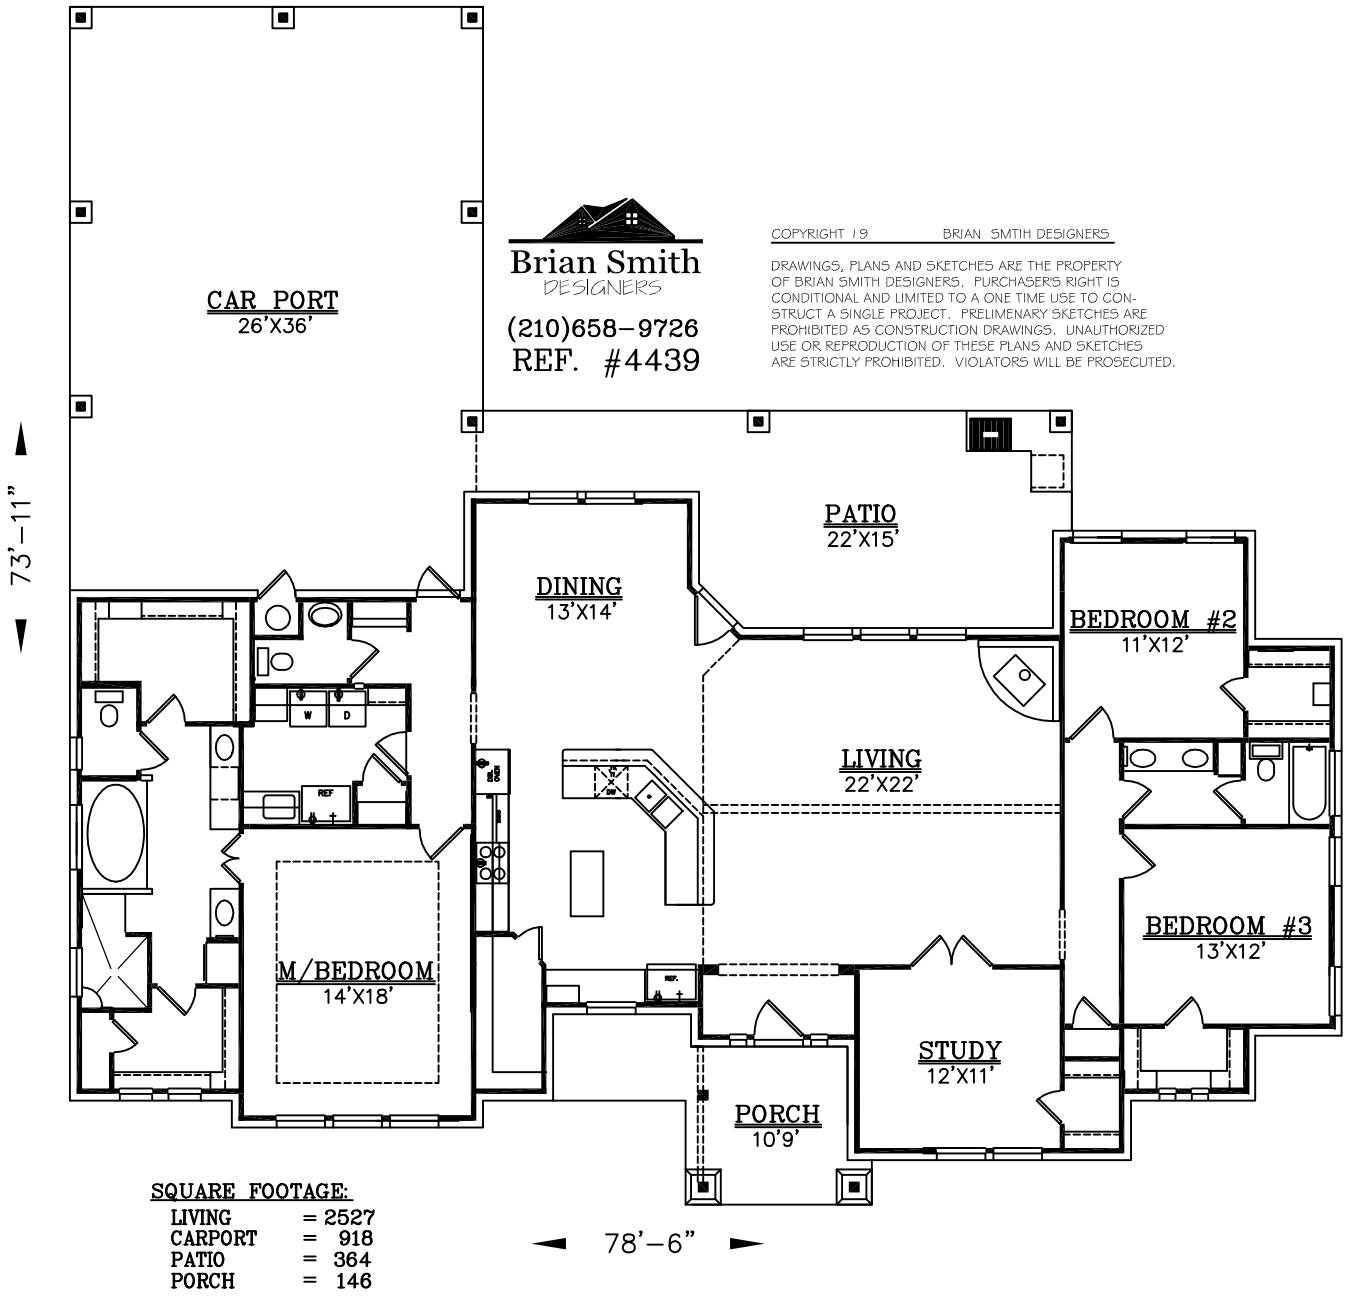 CAR PORT
26'X36'
Brian Smith
DESIGNERS
(210)658-9726
REF. #4439
COPYRIGHT 19 BRIAN SMTIH DESIGNERS
DRAWINGS, PLANS AND SKETCHES ARE THE PROPERTY
OF BRIAN SMITH DESIGNERS. PURCHASER'S RIGHT IS
CONDITIONAL AND LIMITED TO A ONE TIME USE TO CON-
STRUCT A SINGLE PROJECT. PRELIMENARY SKETCHES ARE
PROHIBITED AS CONSTRUCTION DRAWINGS. UNAUTHORIZED
USE OR REPRODUCTION OF THESE PLANS AND SKETCHES
ARE STRICTLY PROHIBITED. VIOLATORS WILL BE PROSECUTED.
73'-11"
PATIO
22'X15'
DINING
13'X14'
BEDROOM #2
11'X12'
W D
LIVING
22'X22'
DBL
OVEN
REF
DW
BEDROOM #3
13'X12'
M/BEDROOM
14'X18'
REF.
STUDY
12'X11'
PORCH
10'9'
SQUARE FOOTAGE:
LIVING = 2527
CARPORT = 918
PATIO = 364
PORCH = 146
78'-6"